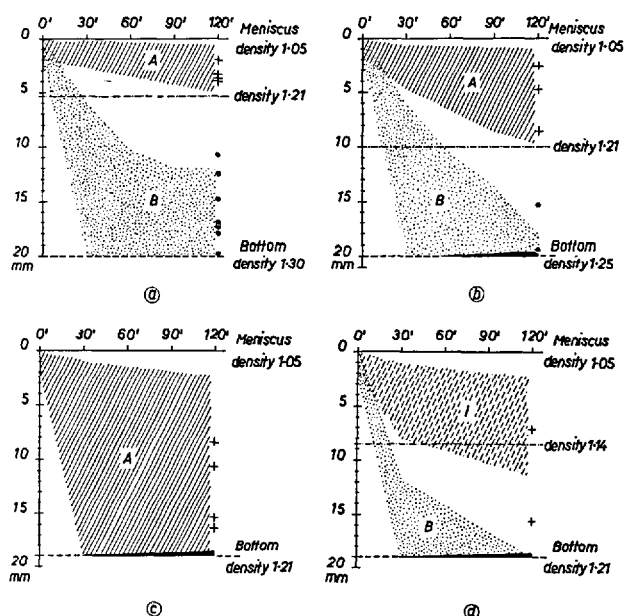 0' 30' 60' 90' 120' Meniscus
density 1·05
0
5
10
15
20
mm
A
B
density 1·21
Bottom
density 1·30
ⓐ
0' 30' 60' 90' 120' Meniscus
density 1·05
0
5
10
15
20
mm
A
B
density 1·21
Bottom
density 1·25
ⓑ
0' 30' 60' 90' 120' Meniscus
density 1·05
0
5
10
15
20
mm
A
Bottom
density 1·21
ⓒ
0' 30' 60' 90' 120' Meniscus
density 1·05
0
5
10
15
20
mm
I
B
density 1·14
Bottom
density 1·21
ⓓ